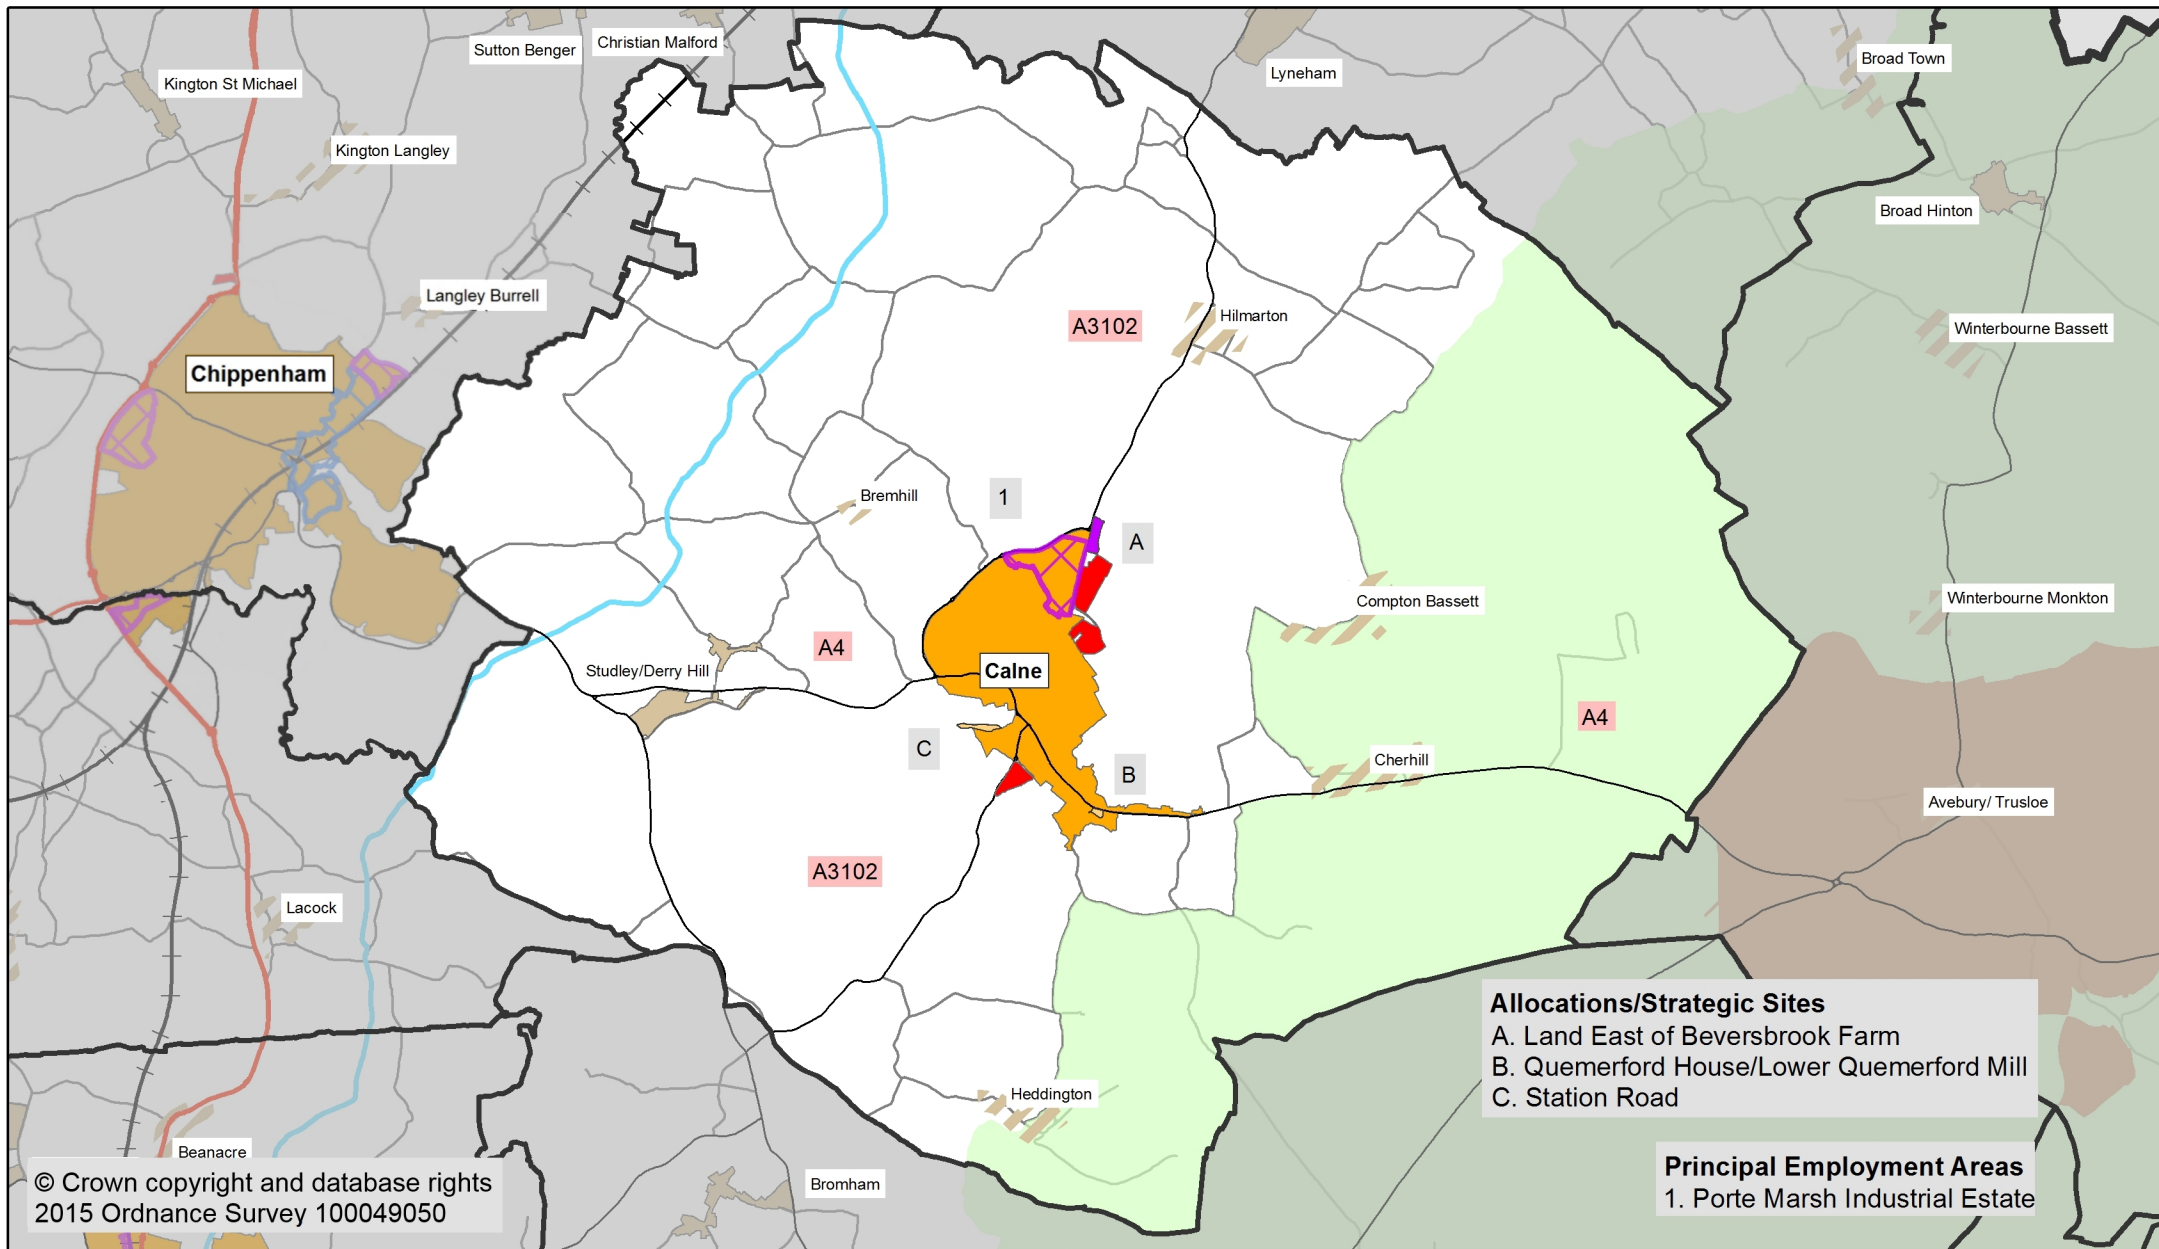 Sutton Benger
Christian Malford
Kington St Michael
Lyneham
Broad Town
Kington Langley
Broad Hinton
Langley Burrell
A3102
Hilmarton
Winterbourne Bassett
Chippenham
1
Bremhill
A
Compton Bassett
Winterbourne Monkton
A4
Studley/Derry Hill
Calne
A4
C
B
Cherhill
Avebury/ Trusloe
A3102
Lacock
Heddington
Beanacre
Bromham
Allocations/Strategic Sites
A. Land East of Beversbrook Farm
B. Quemerford House/Lower Quemerford Mill
C. Station Road
Principal Employment Areas
1. Porte Marsh Industrial Estate
© Crown copyright and database rights
2015 Ordnance Survey 100049050